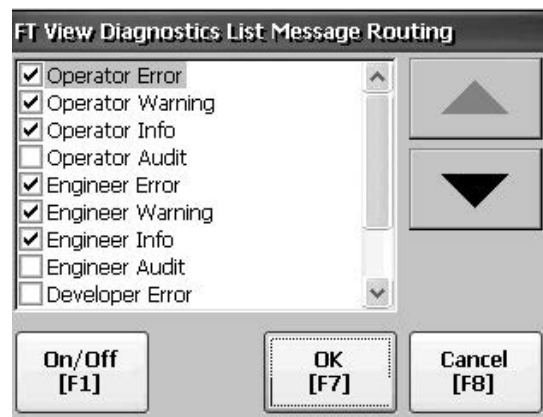 FT View Diagnostics List Message Routing
Operator Error
Operator Warning
Operator Info
Operator Audit
Engineer Error
Engineer Warning
Engineer Info
Engineer Audit
Developer Error
On/Off
[F1]
OK
[F7]
Cancel
[F8]